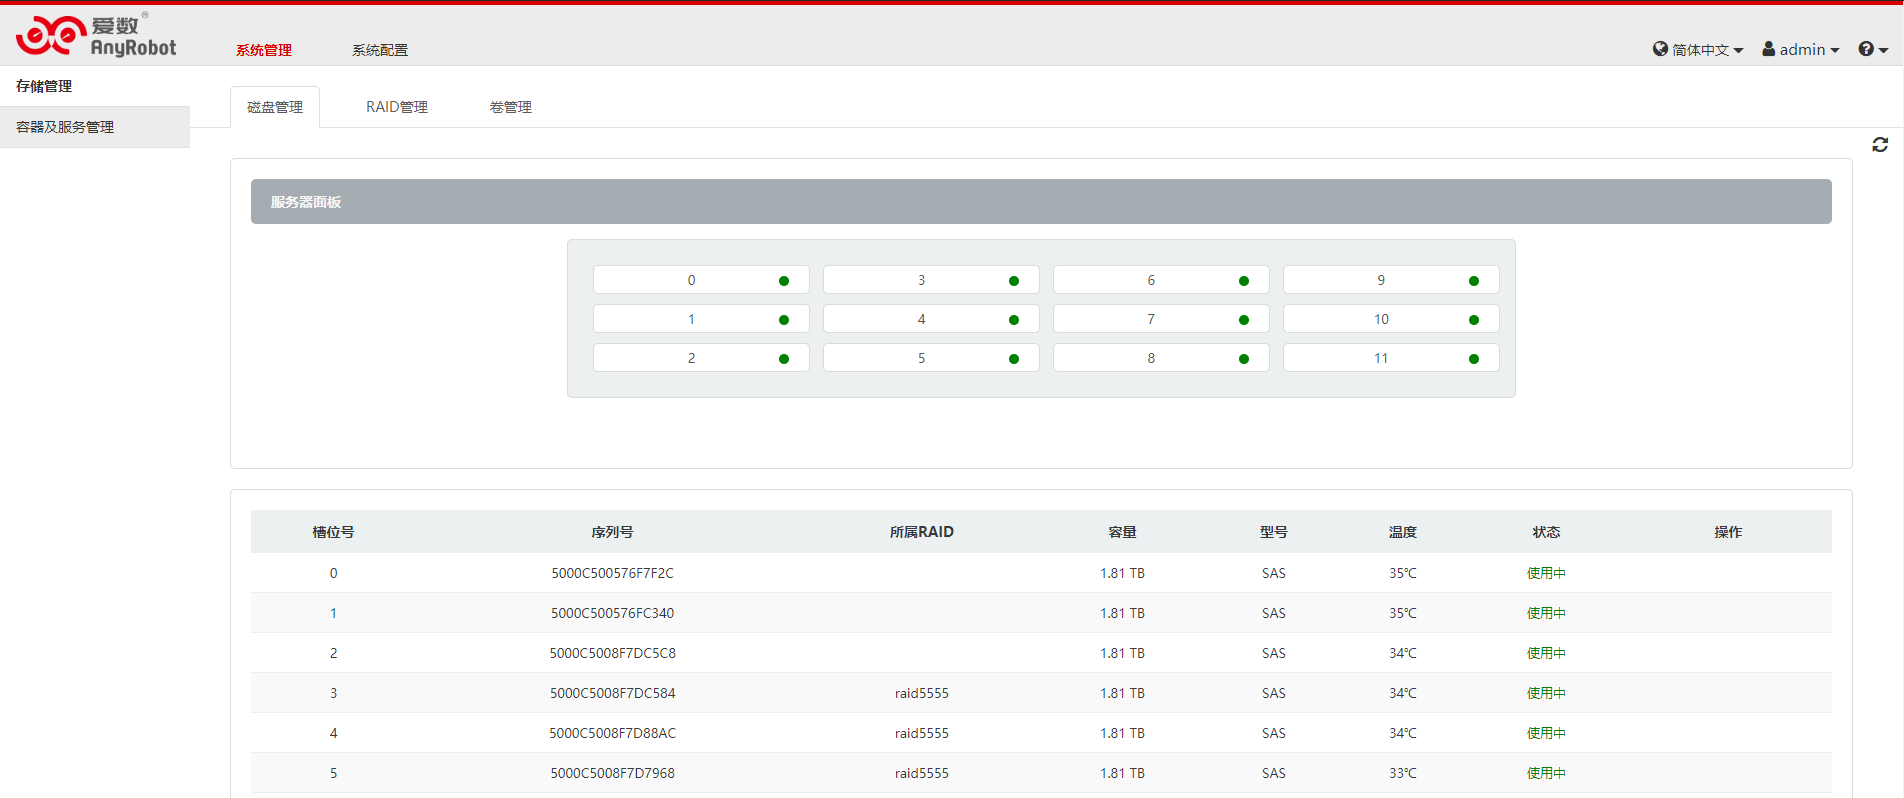 爱数®
AnyRobot
系统管理 系统配置 简体中文 admin
存储管理
容器及服务管理
磁盘管理 RAID管理 卷管理
服务器面板
0 3 6 9
1 4 7 10
2 5 8 11
槽位号 序列号 所属RAID 容量 型号 温度 状态 操作
0 5000C500576F7F2C 1.81 TB SAS 35℃ 使用中
1 5000C500576FC340 1.81 TB SAS 35℃ 使用中
2 5000C5008F7DC5C8 1.81 TB SAS 34℃ 使用中
3 5000C5008F7DC584 raid5555 1.81 TB SAS 34℃ 使用中
4 5000C5008F7D88AC raid5555 1.81 TB SAS 34℃ 使用中
5 5000C5008F7D7968 raid5555 1.81 TB SAS 33℃ 使用中